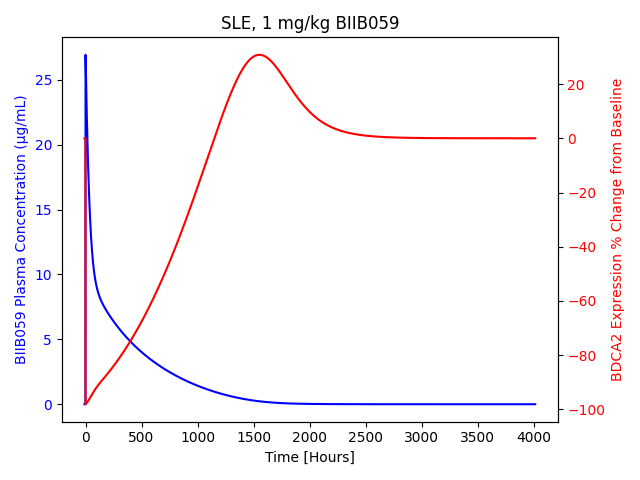 SLE, 1 mg/kg BIIB059
BIIB059 Plasma Concentration (μg/mL)
25
20
15
10
5
0
20
0
−20
−40
−60
−80
−100
BDCA2 Expression % Change from Baseline
0 500 1000 1500 2000 2500 3000 3500 4000
Time [Hours]